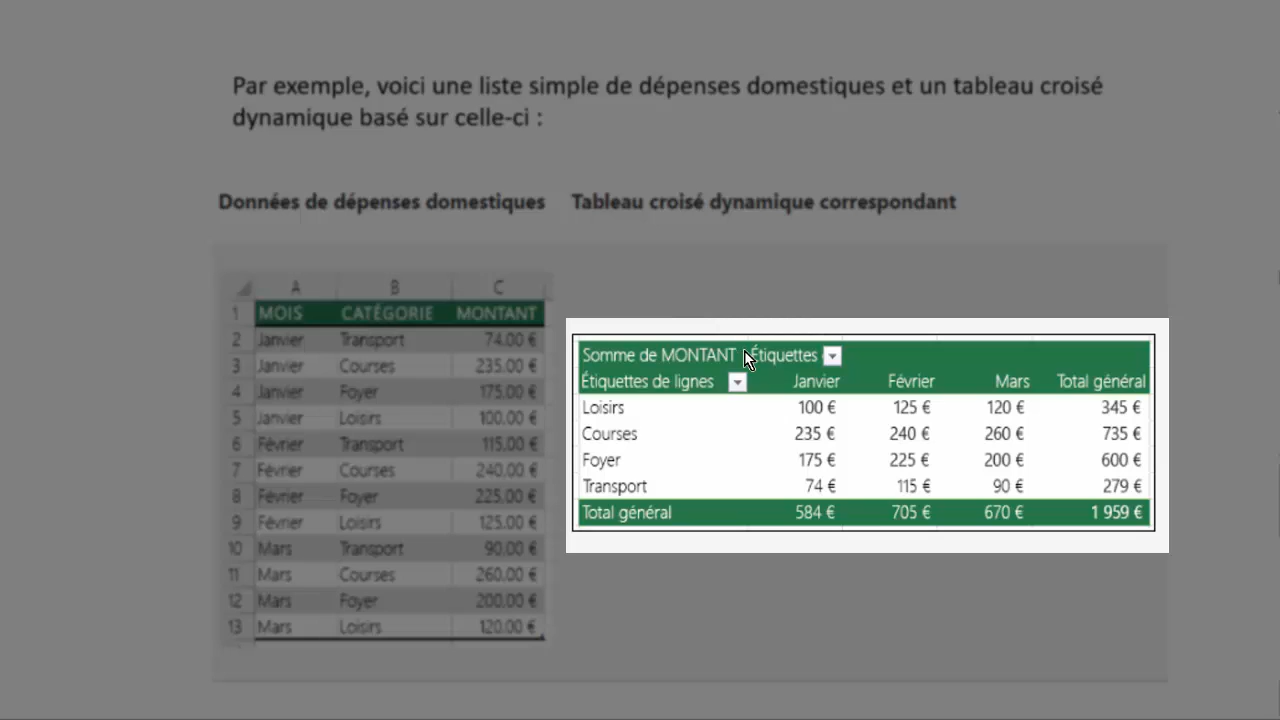 Par exemple, voici une liste simple de dépenses domestiques et un tableau croisé
dynamique basé sur celle-ci :
Données de dépenses domestiques Tableau croisé dynamique correspondant
A B C
1 MOIS CATÉGORIE MONTANT
2 Janvier Transport 74.00 €
3 Janvier Courses 235.00 €
4 Janvier Foyer 175.00 €
5 Janvier Loisirs 100.00 €
6 Février Transport 115.00 €
7 Février Courses 240.00 €
8 Février Foyer 225.00 €
9 Février Loisirs 125.00 €
10 Mars Transport 90.00 €
11 Mars Courses 260.00 €
12 Mars Foyer 200.00 €
13 Mars Loisirs 120.00 €
Somme de MONTANT Étiquettes
Étiquettes de lignes Janvier Février Mars Total général
Loisirs 100 € 125 € 120 € 345 €
Courses 235 € 240 € 260 € 735 €
Foyer 175 € 225 € 200 € 600 €
Transport 74 € 115 € 90 € 279 €
Total général 584 € 705 € 670 € 1 959 €